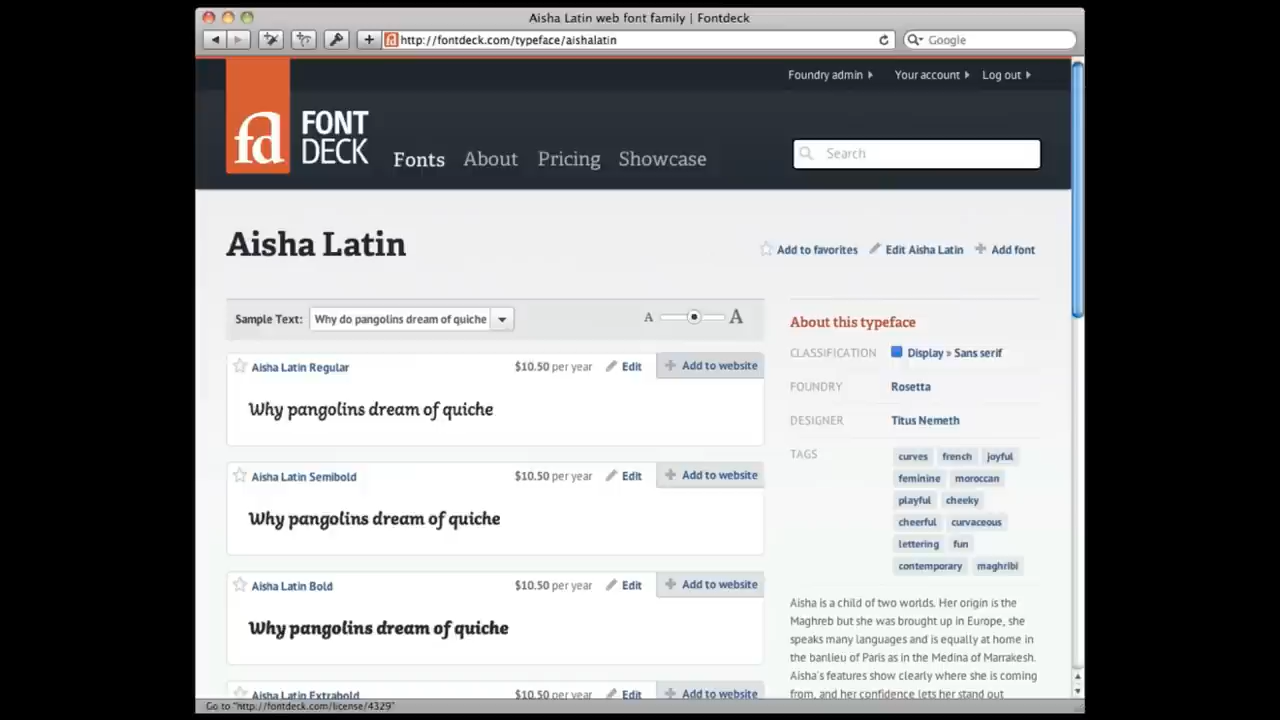 Aisha Latin web font family | Fontdeck
http://fontdeck.com/typeface/aishalatin
Google
Foundry admin Your account Log out
fd FONT DECK
Fonts About Pricing Showcase
Search
Aisha Latin
Add to favorites Edit Aisha Latin Add font
Sample Text: Why do pangolins dream of quiche A A
Aisha Latin Regular $10.50 per year Edit Add to website
Why pangolins dream of quiche
Aisha Latin Semibold $10.50 per year Edit Add to website
Why pangolins dream of quiche
Aisha Latin Bold $10.50 per year Edit Add to website
Why pangolins dream of quiche
Aisha Latin Extrabold $10.50 per year Edit Add to website
About this typeface
CLASSIFICATION Display » Sans serif
FOUNDRY Rosetta
DESIGNER Titus Nemeth
TAGS curves french joyful
feminine moroccan
playful cheeky
cheerful curvaceous
lettering fun
contemporary maghribi
Aisha is a child of two worlds. Her origin is the
Maghreb but she was brought up in Europe, she
speaks many languages and is equally at home in
the banlieu of Paris as in the Medina of Marrakesh.
Aisha's features show clearly where she is coming
from, and her confidence lets her stand out
Go to "http://fontdeck.com/license/4329"